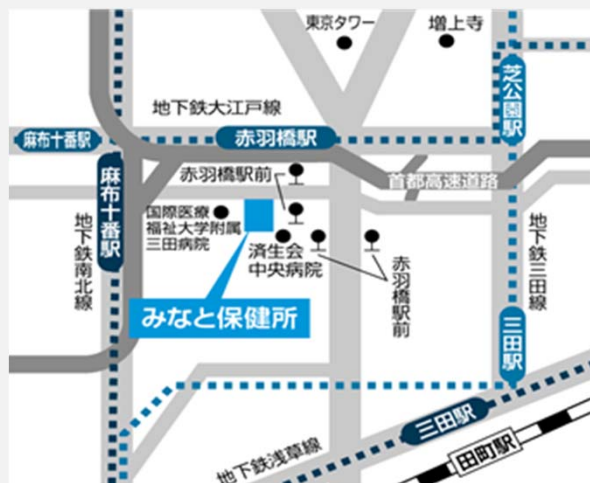 東京タワー
増上寺
芝公園駅
地下鉄大江戸線
麻布十番駅
赤羽橋駅
麻布十番駅
赤羽橋駅前
首都高速道路
国際医療
福祉大学附属
三田病院
済生会
中央病院
赤羽橋駅前
地下鉄南北線
地下鉄三田線
みなと保健所
三田駅
三田駅
田町駅
地下鉄浅草線